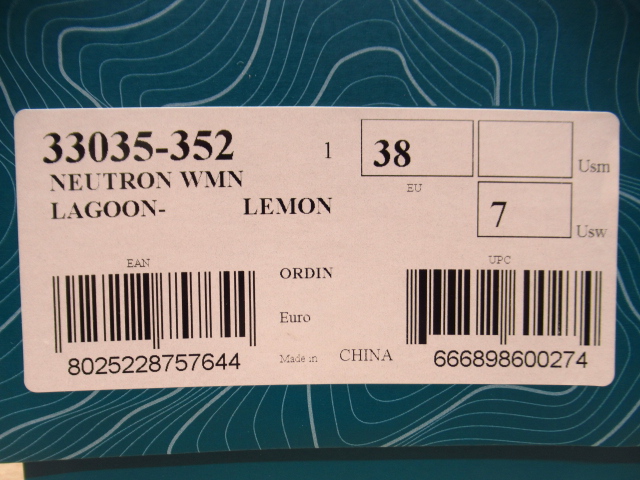 33035-352 1 38
Usm
EU
NEUTRON WMN
LAGOON- LEMON 7 Usw
EAN UPC
ORDIN
Euro
Made in CHINA
8025228757644 666898600274